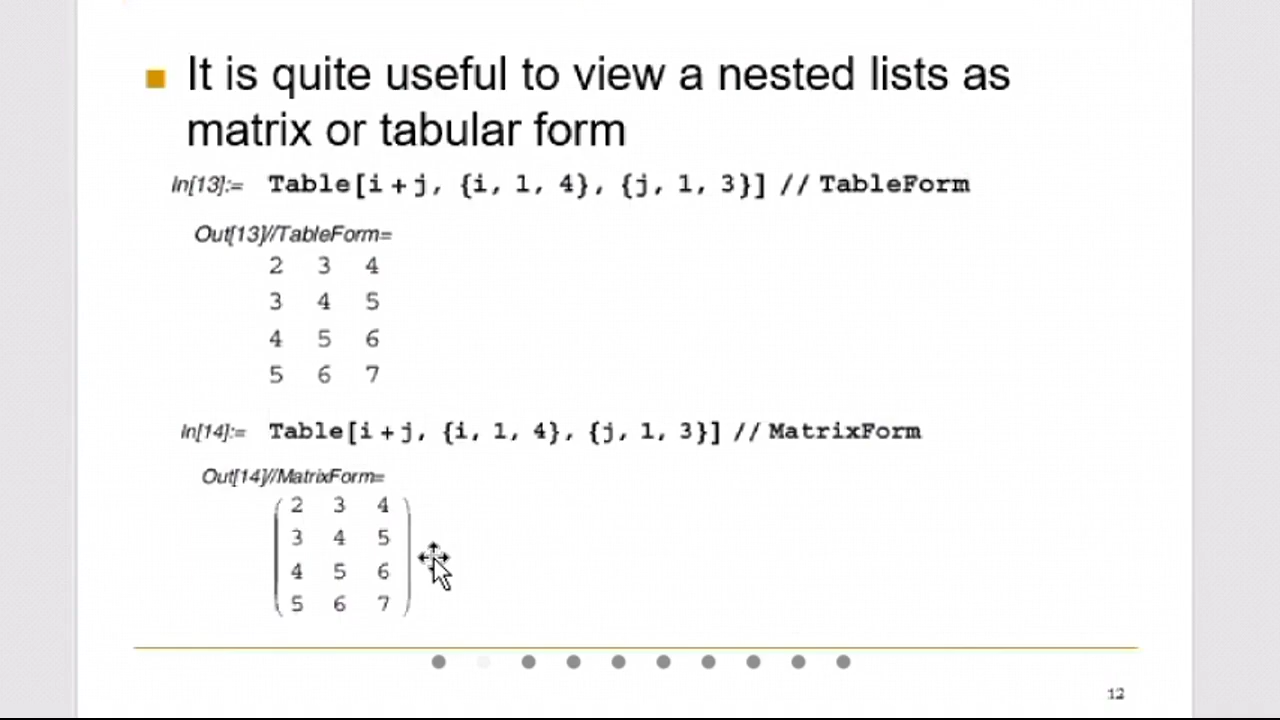 It is quite useful to view a nested lists as
matrix or tabular form
In[13]:= Table[i + j, {i, 1, 4}, {j, 1, 3}] // TableForm
Out[13]//TableForm=
2 3 4
3 4 5
4 5 6
5 6 7
In[14]:= Table[i + j, {i, 1, 4}, {j, 1, 3}] // MatrixForm
Out[14]//MatrixForm=
2 3 4
3 4 5
4 5 6
5 6 7
12